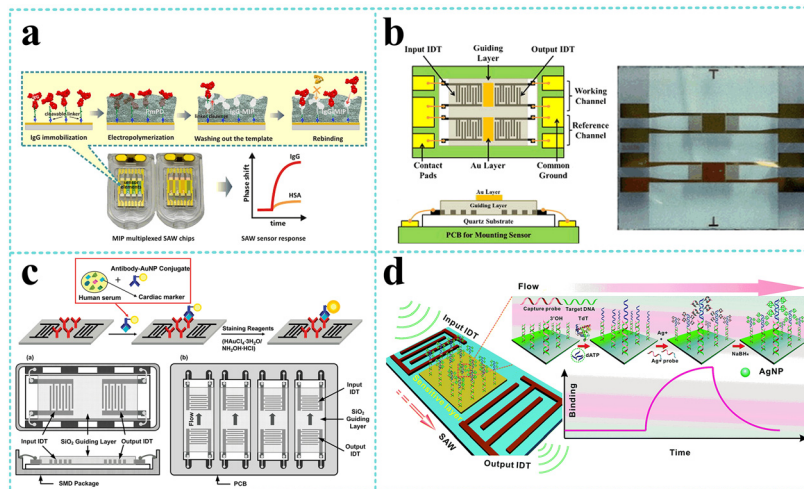 a
cleavable linker
IgG immobilization
Electropolymerization
Washing out the template
Rebinding
IgG
HSA
Phase shift
time
MIP multiplexed SAW chips
SAW sensor response
b
Input IDT
Guiding
Layer
Output IDT
Working
Channel
Reference
Channel
Contact
Pads
Au Layer
Common
Ground
Au Layer
Guiding Layer
Quartz Substrate
PCB for Mounting Sensor
c
Antibody-AuNP Conjugate
+
Human serum
Cardiac marker
Staining Reagents
(HAuCl₄·3H₂O/
NH₂OH·HCl)
(a)
(b)
Input IDT
SiO₂ Guiding Layer
Output IDT
SMD Package
Flow
Input
IDT
SiO₂
Guiding
Layer
Output
IDT
PCB
d
Flow
Capture probe
Target DNA
3'OH
TdT
dATP
Ag+
Ag+ probe
NaBH₄
AgNP
Input IDT
SAW
Output IDT
Binding
Time